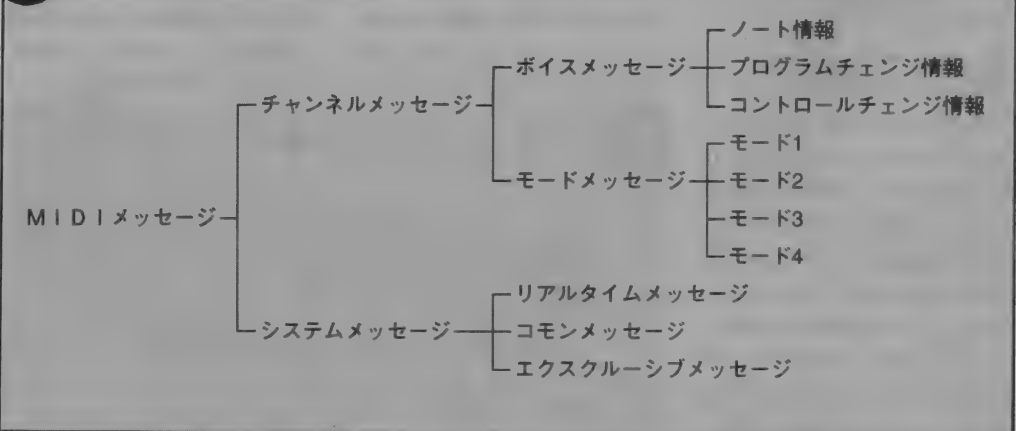 ノート情報
ボイスメッセージ
プログラムチェンジ情報
チャンネルメッセージ
コントロールチェンジ情報
モード1
モードメッセージ
モード2
MIDIメッセージ
モード3
モード4
リアルタイムメッセージ
システムメッセージ
コモンメッセージ
エクスクルーシブメッセージ